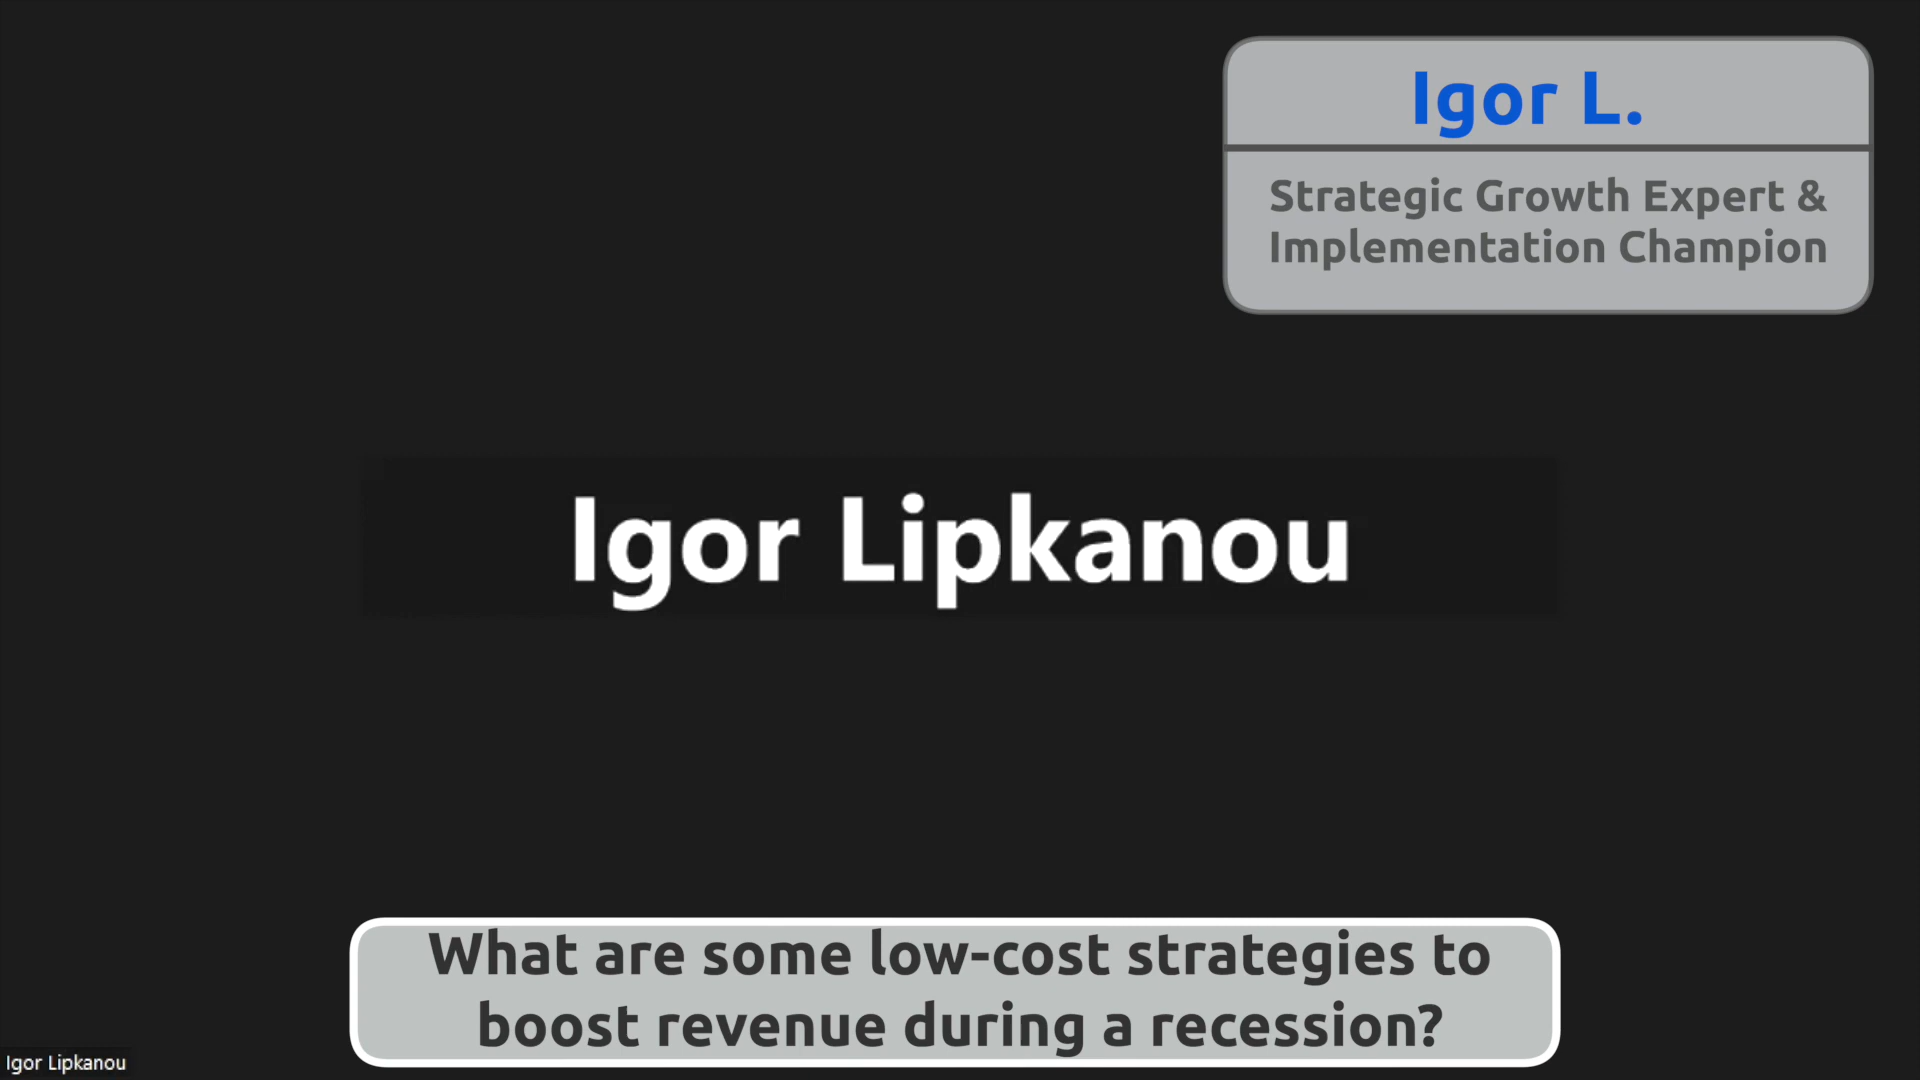 Igor L.
Strategic Growth Expert &
Implementation Champion
Igor Lipkanou
What are some low-cost strategies to
boost revenue during a recession?
Igor Lipkanou